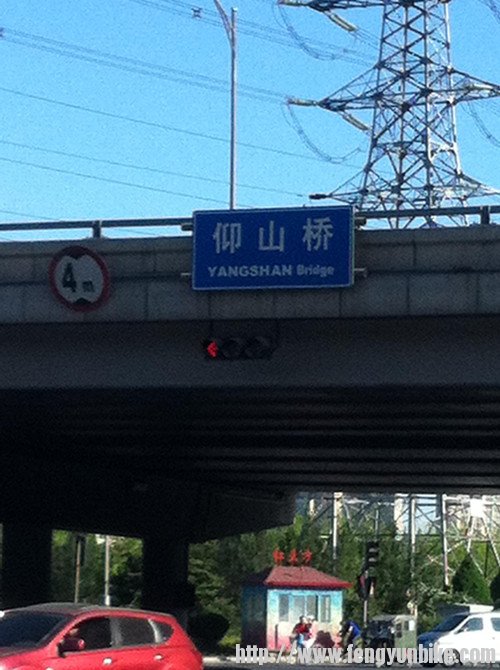 仰山桥
YANGSHAN Bridge
4m
http://www.fengyunbike.com